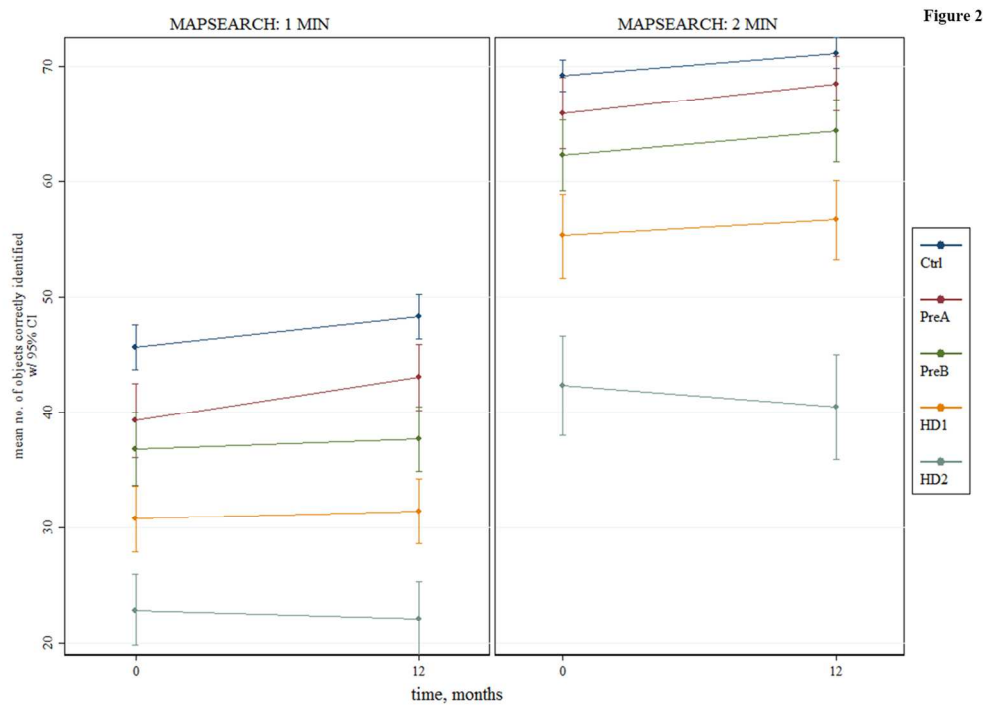 Figure 2
MAPSEARCH: 1 MIN
MAPSEARCH: 2 MIN
mean no. of objects correctly identified
w/ 95% CI
70
60
50
40
30
20
0
12
0
12
time, months
Ctrl
PreA
PreB
HD1
HD2